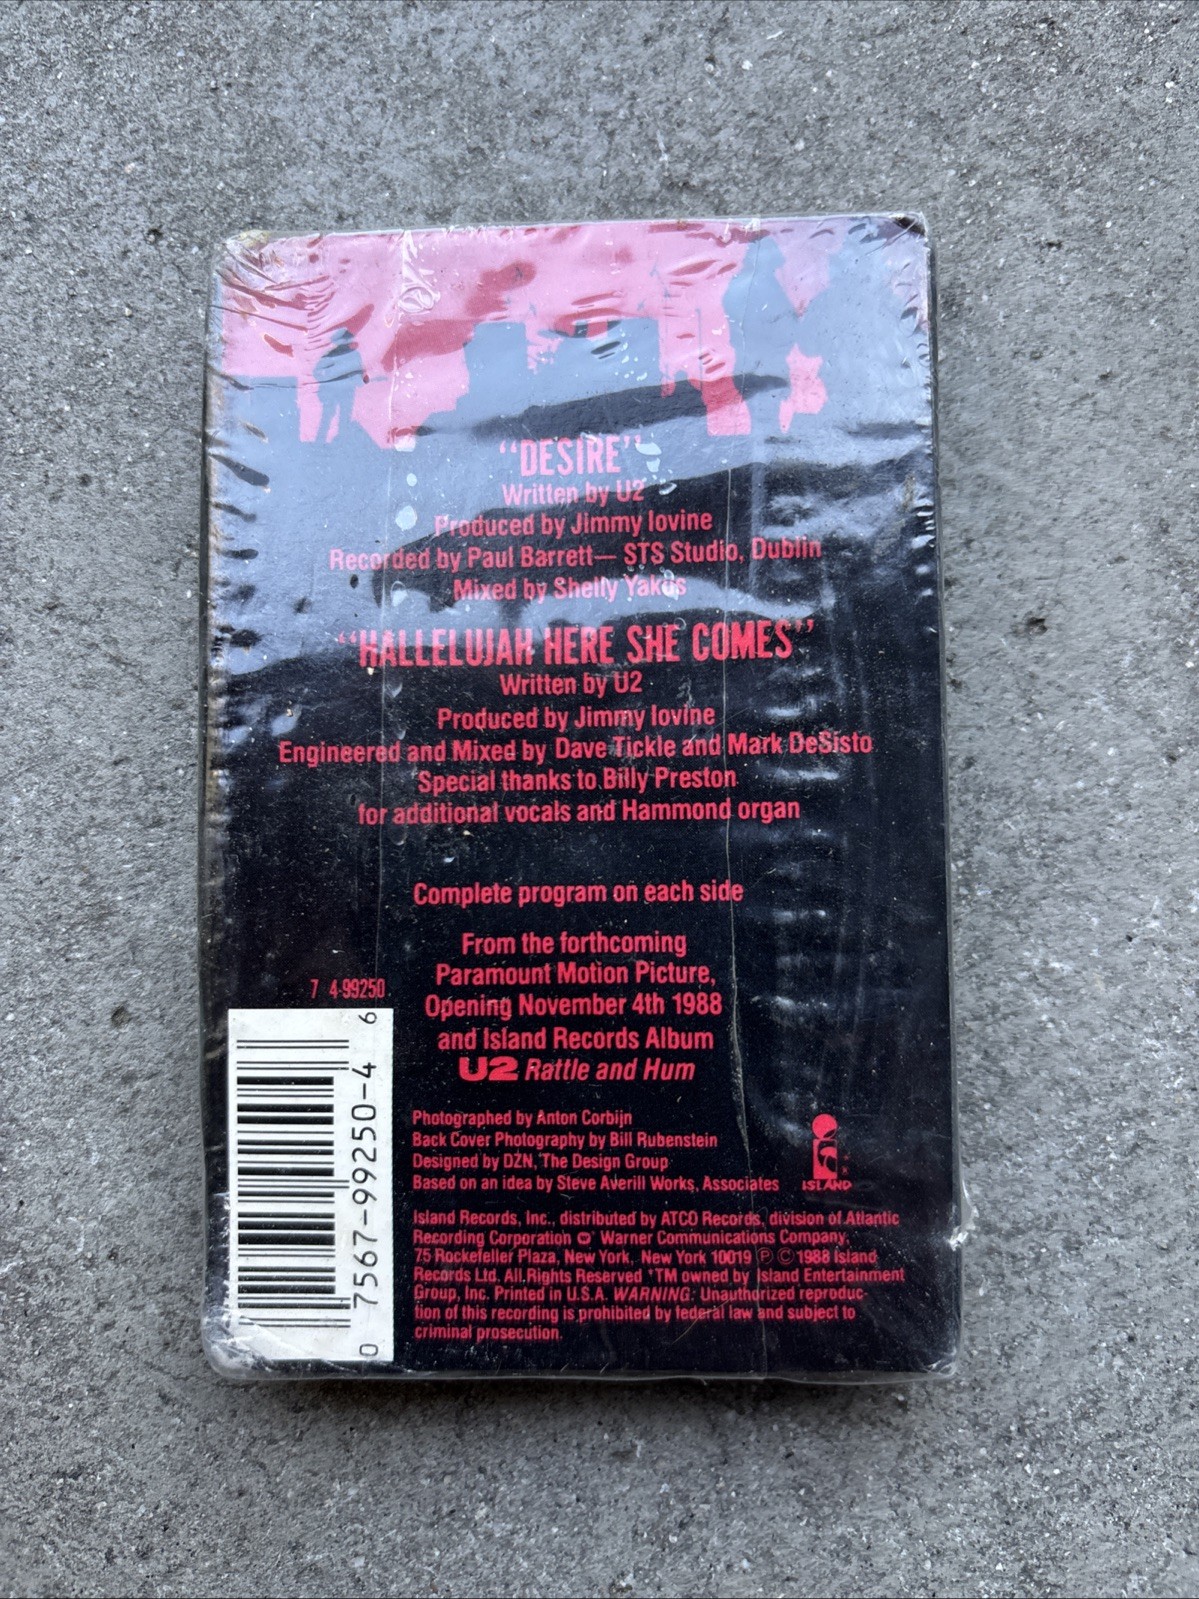 “DESIRE”
Written by U2
Produced by Jimmy Iovine
Recorded by Paul Barrett— STS Studio, Dublin
Mixed by Shelly Yakus
“HALLELUJAH HERE SHE COMES”
Written by U2
Produced by Jimmy Iovine
Engineered and Mixed by Dave Tickle and Mark DeSisto
Special thanks to Billy Preston
for additional vocals and Hammond organ
Complete program on each side
From the forthcoming
Paramount Motion Picture,
Opening November 4th 1988
and Island Records Album
U2 Rattle and Hum
7 4-99250
0 7567-99250-4 6
Photographed by Anton Corbijn
Back Cover Photography by Bill Rubenstein
Designed by DZN, The Design Group
Based on an idea by Steve Averill Works, Associates
ISLAND
Island Records, Inc., distributed by ATCO Records, division of Atlantic
Recording Corporation Warner Communications Company,
75 Rockefeller Plaza, New York, New York 10019 Ⓟ © 1988 Island
Records Ltd. All Rights Reserved *TM owned by Island Entertainment
Group, Inc. Printed in U.S.A. WARNING: Unauthorized reproduc-
tion of this recording is prohibited by federal law and subject to
criminal prosecution.